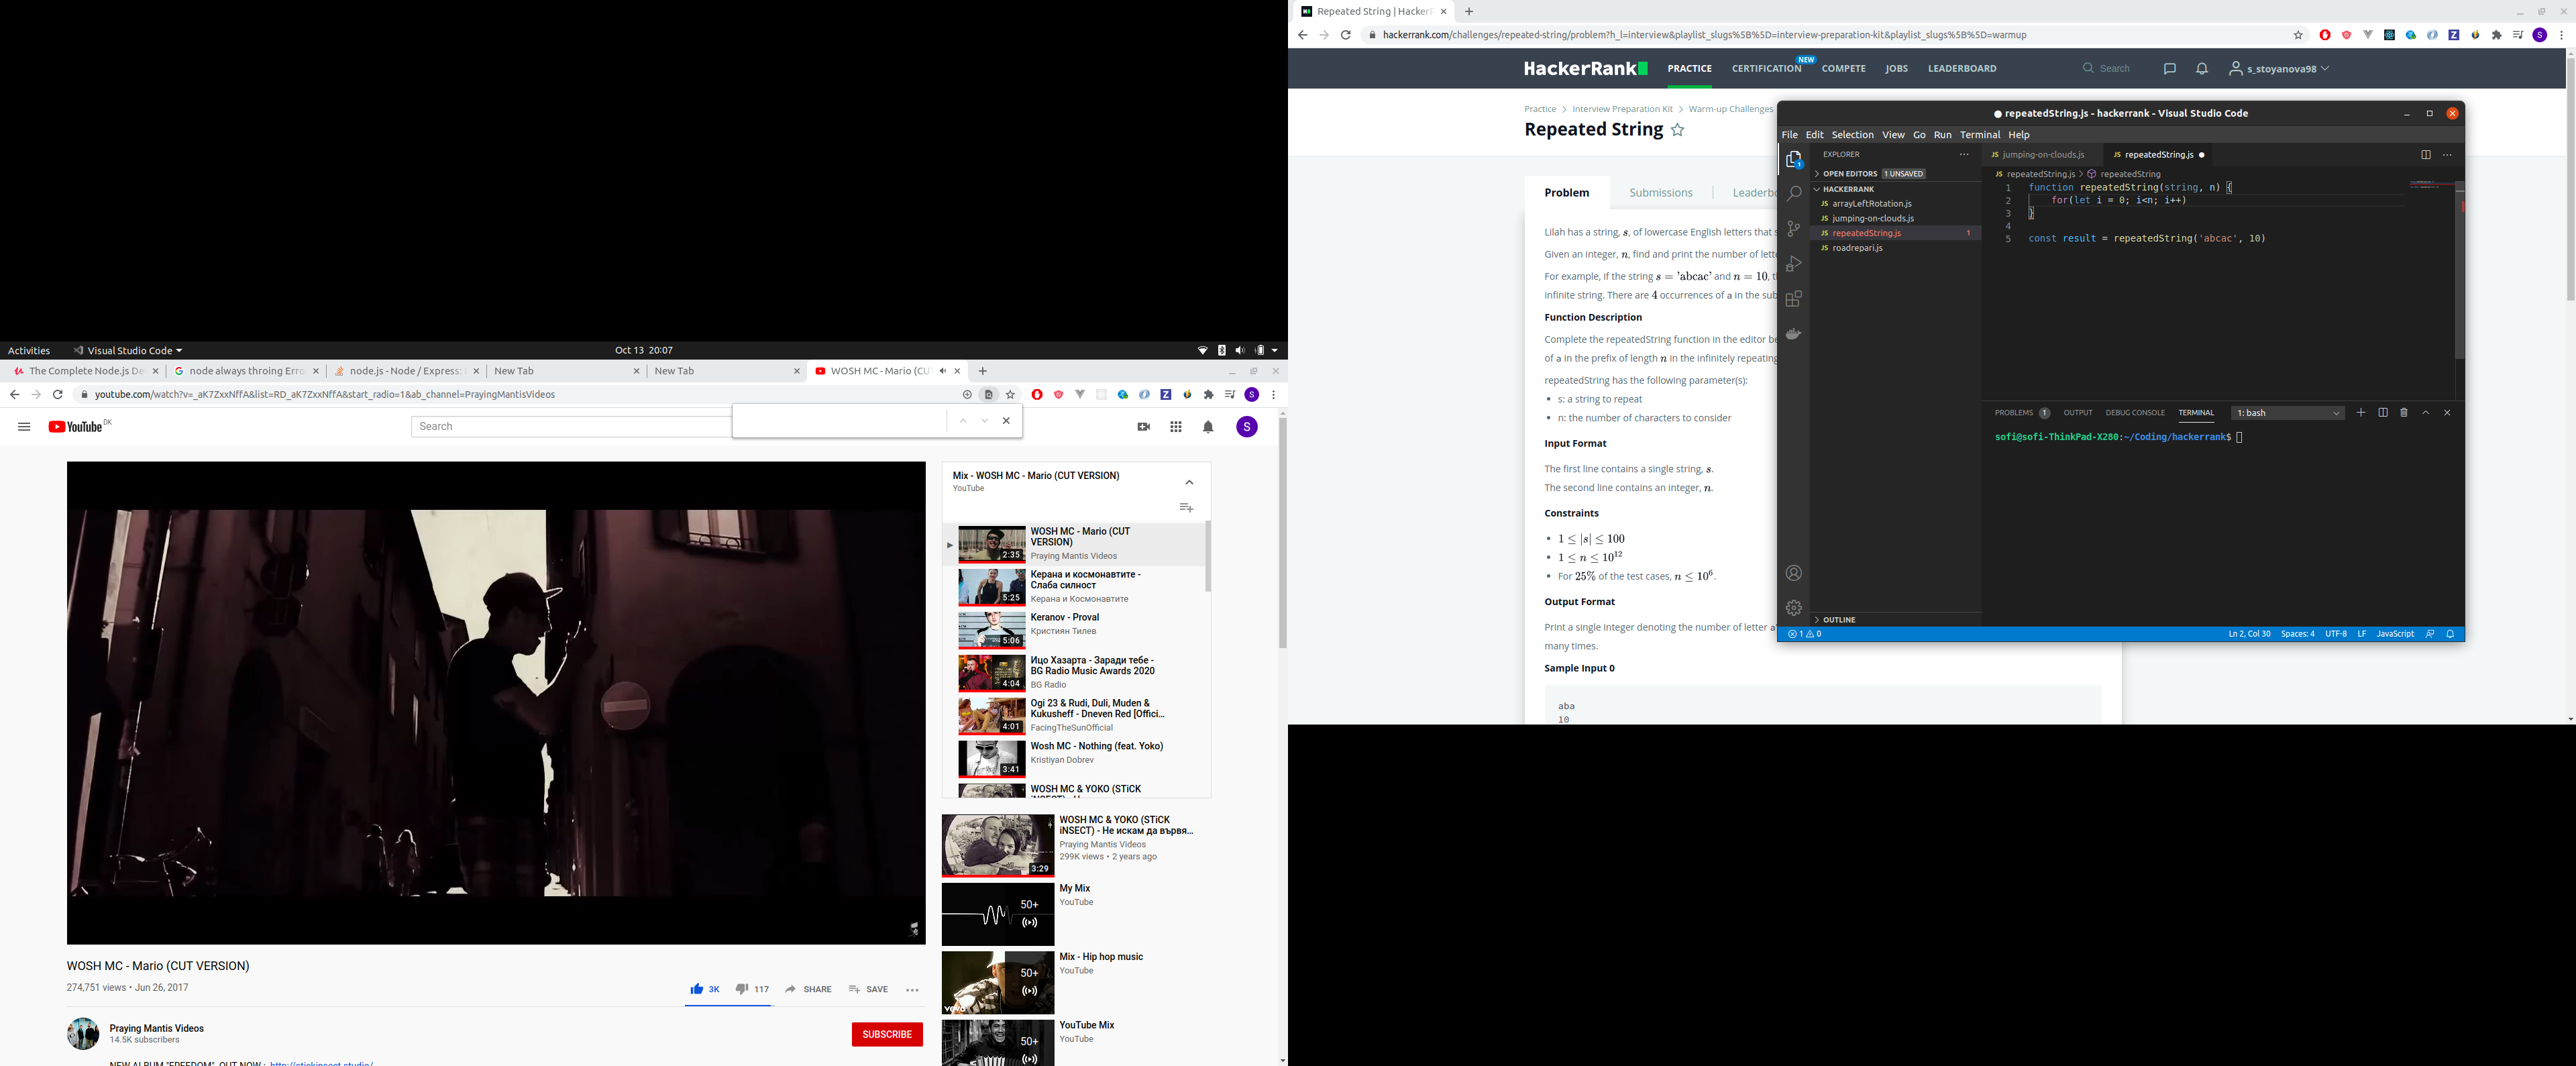 Activities
Visual Studio Code
Oct 13 20:07
The Complete Node.js De
node always throing Erro
node.js - Node / Express:
New Tab
New Tab
WOSH MC - Mario (CUT
youtube.com/watch?v=_aK7ZxxNffA&list=RD_aK7ZxxNffA&start_radio=1&ab_channel=PrayingMantisVideos
YouTube DK
Search
S
WOSH MC - Mario (CUT VERSION)
274,751 views • Jun 26, 2017
3K
117
SHARE
SAVE
Praying Mantis Videos
14.5K subscribers
SUBSCRIBE
NEW ALBUM "FREEDOM" OUT NOW : http://stickinsect.studio/
Mix - WOSH MC - Mario (CUT VERSION)
YouTube
WOSH MC - Mario (CUT
VERSION)
Praying Mantis Videos
2:35
Керана и космонавтите -
Слаба силност
Керана и Космонавтите
5:25
Keranov - Proval
Кристиян Тилев
5:06
Ицо Хазарта - Заради тебе -
BG Radio Music Awards 2020
BG Radio
4:04
Ogi 23 & Rudi, Duli, Muden &
Kukusheff - Dneven Red [Offici...
FacingTheSunOfficial
4:01
Wosh MC - Nothing (feat. Yoko)
Kristiyan Dobrev
3:41
WOSH MC & YOKO (STiCK
WOSH MC & YOKO (STiCK
iNSECT) - Не искам да вървя...
Praying Mantis Videos
299K views • 2 years ago
3:29
My Mix
YouTube
50+
Mix - Hip hop music
YouTube
50+
vevo
YouTube Mix
YouTube
50+
Repeated String | HackerR
hackerrank.com/challenges/repeated-string/problem?h_l=interview&playlist_slugs%5B%5D=interview-preparation-kit&playlist_slugs%5B%5D=warmup
HackerRank
PRACTICE
CERTIFICATION
NEW
COMPETE
JOBS
LEADERBOARD
Search
s_stoyanova98
Practice > Interview Preparation Kit > Warm-up Challenges
Repeated String
Problem
Submissions
Leaderbo
Lilah has a string, s, of lowercase English letters that
Given an integer, n, find and print the number of lett
For example, if the string s = 'abcac' and n = 10,
infinite string. There are 4 occurrences of a in the sub
Function Description
Complete the repeatedString function in the editor be
of a in the prefix of length n in the infinitely repeating
repeatedString has the following parameter(s):
• s: a string to repeat
• n: the number of characters to consider
Input Format
The first line contains a single string, s.
The second line contains an integer, n.
Constraints
• 1 ≤ |s| ≤ 100
• 1 ≤ n ≤ 10^12
• For 25% of the test cases, n ≤ 10^6.
Output Format
Print a single integer denoting the number of letter a
many times.
Sample Input 0
aba
10
● repeatedString.js - hackerrank - Visual Studio Code
File Edit Selection View Go Run Terminal Help
EXPLORER
OPEN EDITORS 1 UNSAVED
HACKERRANK
JS arrayLeftRotation.js
JS jumping-on-clouds.js
JS repeatedString.js 1
JS roadrepari.js
OUTLINE
JS jumping-on-clouds.js
JS repeatedString.js ●
JS repeatedString.js > repeatedString
1 function repeatedString(string, n) {
2 for(let i = 0; i<n; i++)
3 }
4
5 const result = repeatedString('abcac', 10)
PROBLEMS 1 OUTPUT DEBUG CONSOLE TERMINAL
1: bash
sofi@sofi-ThinkPad-X280:~/Coding/hackerrank$
1 0
Ln 2, Col 30 Spaces: 4 UTF-8 LF JavaScript